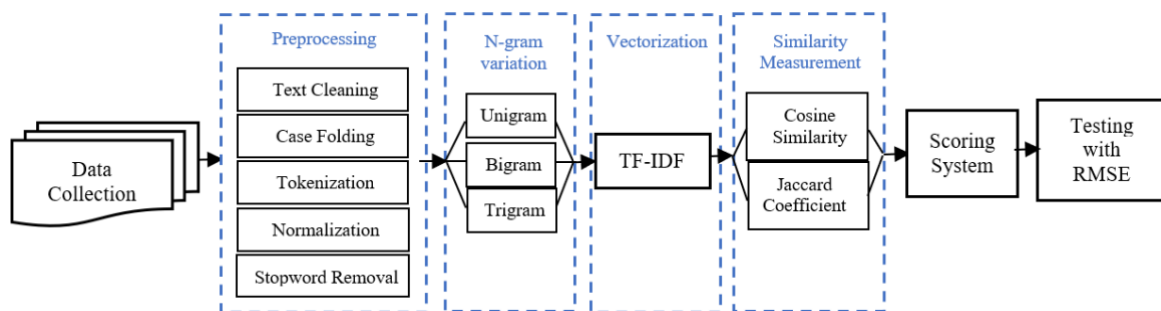 Data
Collection
Preprocessing
Text Cleaning
Case Folding
Tokenization
Normalization
Stopword Removal
N-gram
variation
Unigram
Bigram
Trigram
Vectorization
TF-IDF
Similarity
Measurement
Cosine
Similarity
Jaccard
Coefficient
Scoring
System
Testing
with
RMSE